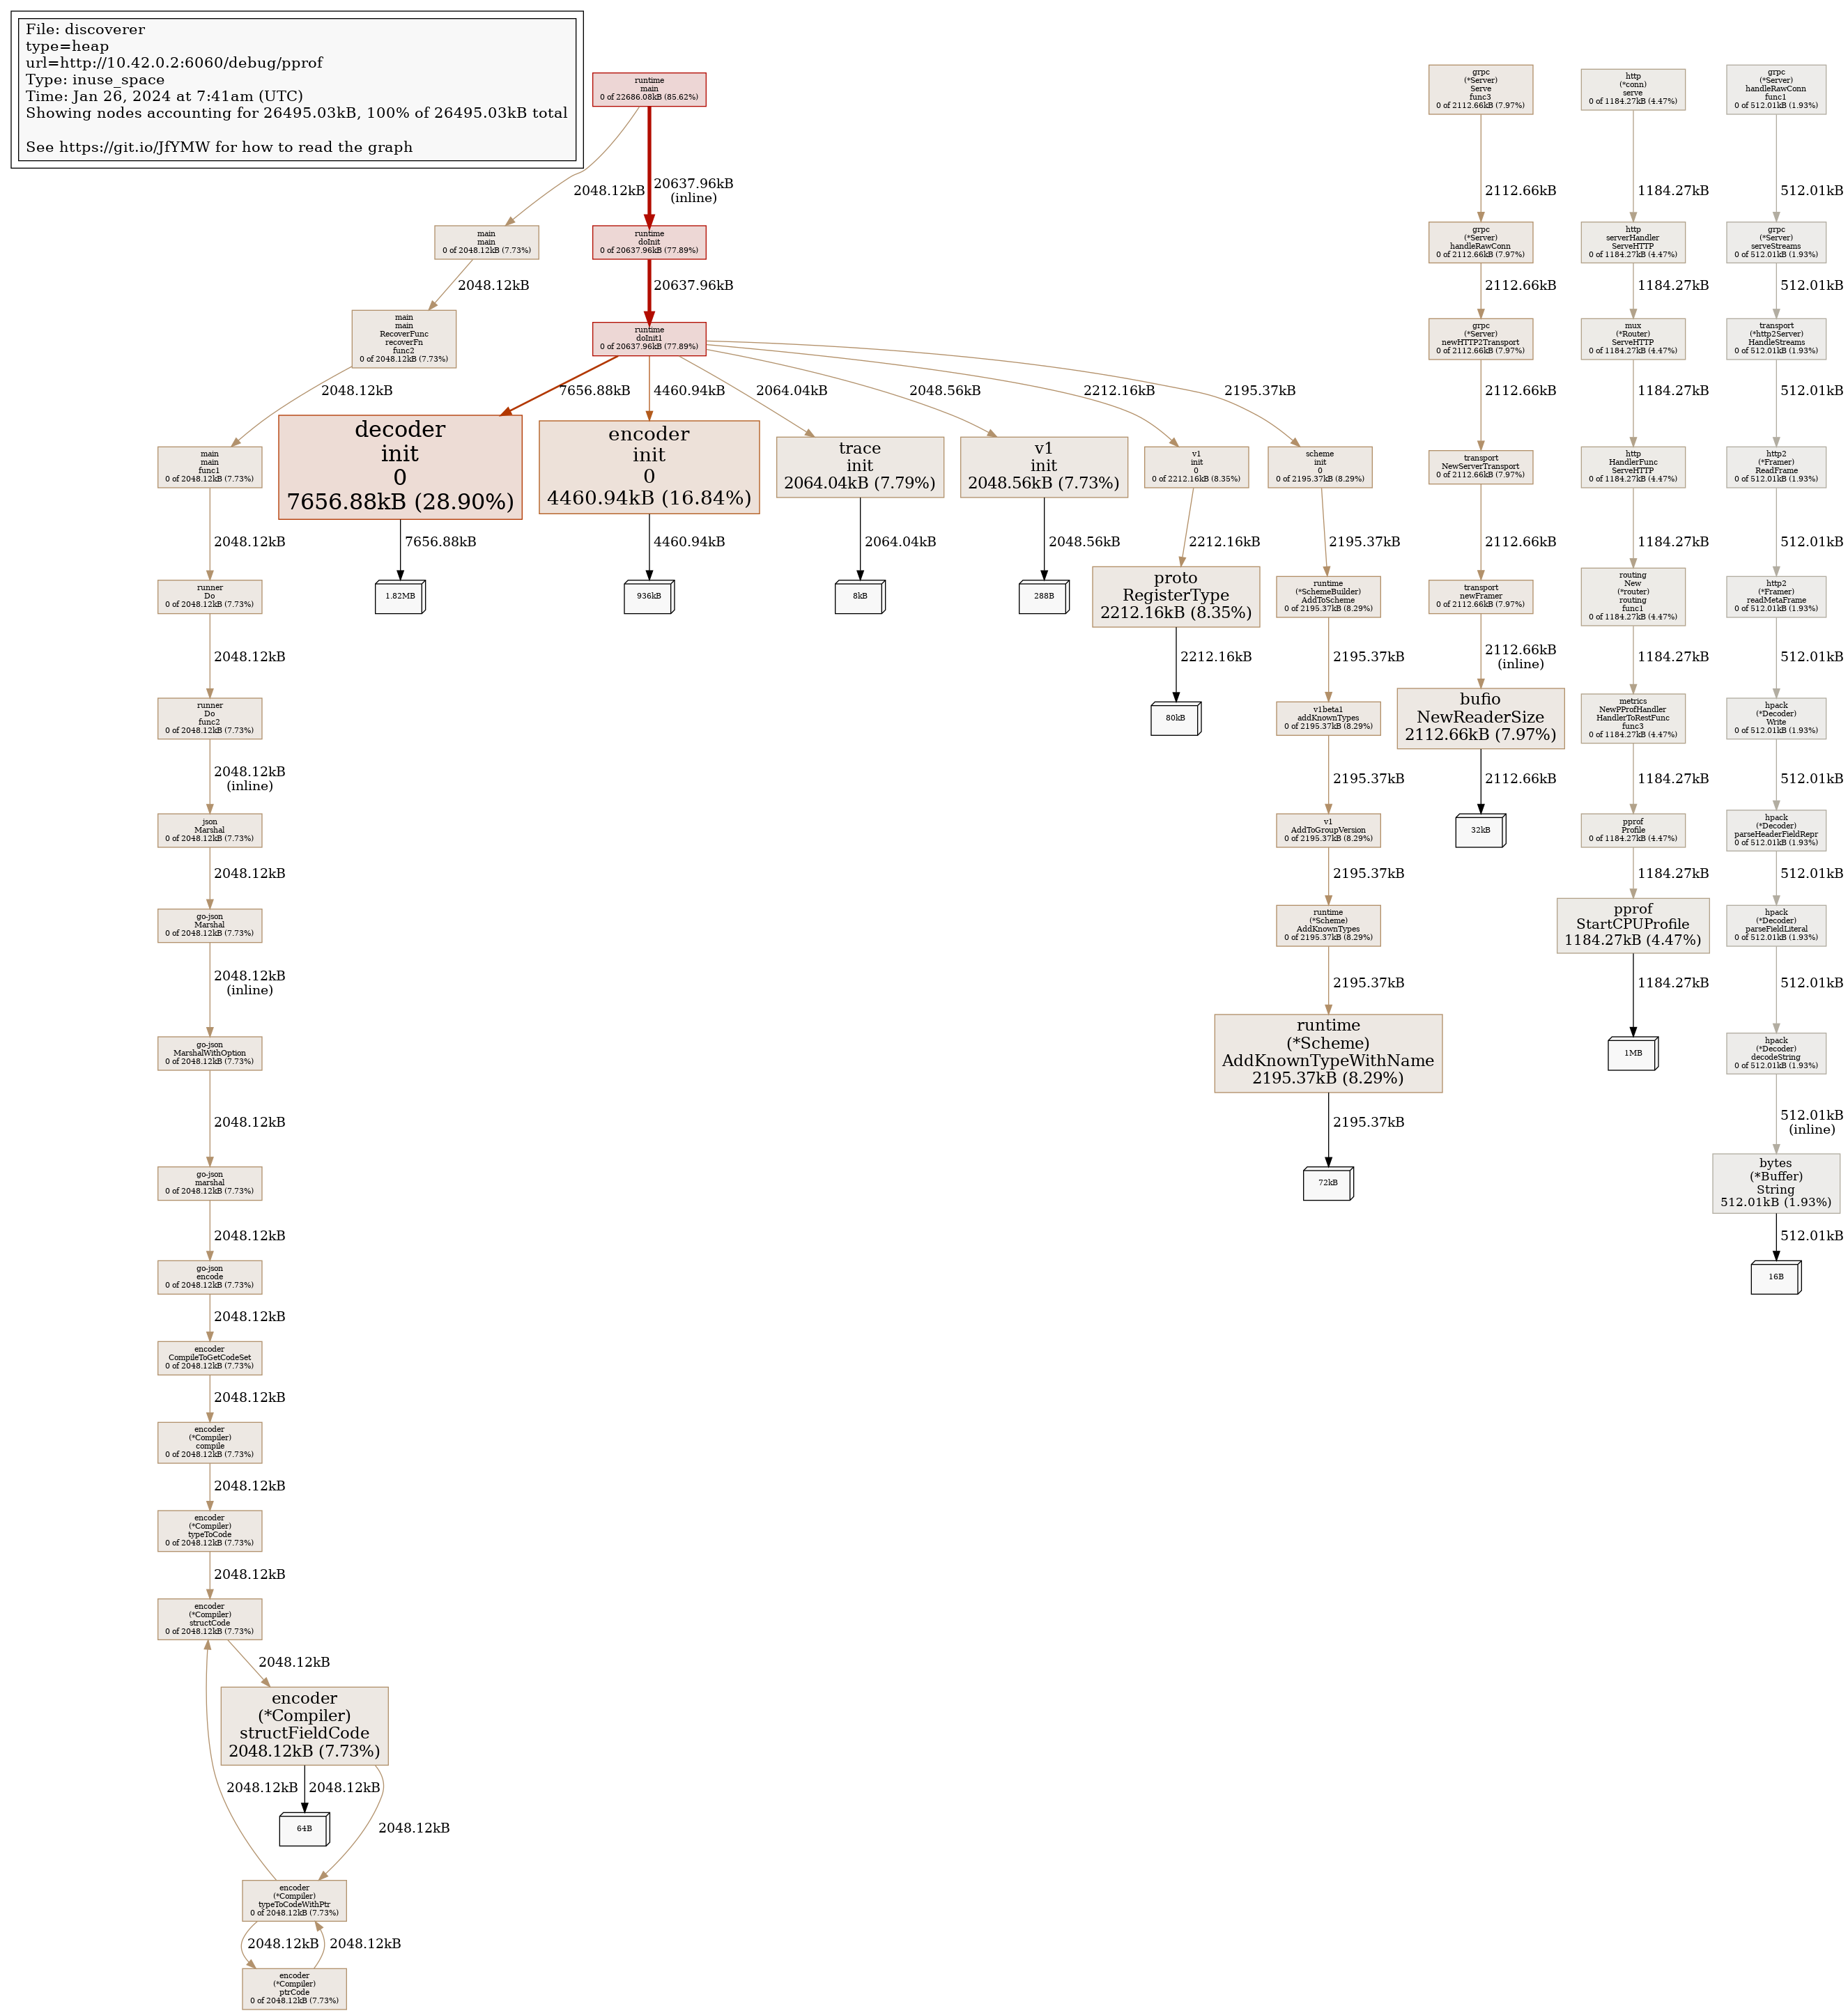 File: discoverer
type=heap
url=http://10.42.0.2:6060/debug/pprof
Type: inuse_space
Time: Jan 26, 2024 at 7:41am (UTC)
Showing nodes accounting for 26495.03kB, 100% of 26495.03kB total
See https://git.io/JfYMW for how to read the graph
runtime
main
0 of 22686.08kB (85.62%)
2048.12kB
20637.96kB
(inline)
main
main
0 of 2048.12kB (7.73%)
runtime
doInit
0 of 20637.96kB (77.89%)
2048.12kB
20637.96kB
main
main
RecoverFunc
recoverFn
func2
0 of 2048.12kB (7.73%)
runtime
doInit1
0 of 20637.96kB (77.89%)
2048.12kB
7656.88kB
4460.94kB
2064.04kB
2048.56kB
2212.16kB
2195.37kB
main
main
func1
0 of 2048.12kB (7.73%)
decoder
init
0
7656.88kB (28.90%)
encoder
init
0
4460.94kB (16.84%)
trace
init
2064.04kB (7.79%)
v1
init
2048.56kB (7.73%)
v1
init
0
0 of 2212.16kB (8.35%)
scheme
init
0
0 of 2195.37kB (8.29%)
2048.12kB
7656.88kB
4460.94kB
2064.04kB
2048.56kB
2212.16kB
2195.37kB
runner
Do
0 of 2048.12kB (7.73%)
1.82MB
936kB
8kB
288B
proto
RegisterType
2212.16kB (8.35%)
runtime
(*SchemeBuilder)
AddToScheme
0 of 2195.37kB (8.29%)
2048.12kB
2212.16kB
2195.37kB
runner
Do
func2
0 of 2048.12kB (7.73%)
80kB
v1beta1
addKnownTypes
0 of 2195.37kB (8.29%)
2048.12kB
(inline)
2195.37kB
json
Marshal
0 of 2048.12kB (7.73%)
v1
AddToGroupVersion
0 of 2195.37kB (8.29%)
2048.12kB
2195.37kB
go-json
Marshal
0 of 2048.12kB (7.73%)
runtime
(*Scheme)
AddKnownTypes
0 of 2195.37kB (8.29%)
2048.12kB
(inline)
2195.37kB
go-json
MarshalWithOption
0 of 2048.12kB (7.73%)
runtime
(*Scheme)
AddKnownTypeWithName
2195.37kB (8.29%)
2048.12kB
2195.37kB
go-json
marshal
0 of 2048.12kB (7.73%)
72kB
2048.12kB
go-json
encode
0 of 2048.12kB (7.73%)
2048.12kB
encoder
CompileToGetCodeSet
0 of 2048.12kB (7.73%)
2048.12kB
encoder
(*Compiler)
compile
0 of 2048.12kB (7.73%)
2048.12kB
encoder
(*Compiler)
typeToCode
0 of 2048.12kB (7.73%)
2048.12kB
encoder
(*Compiler)
structCode
0 of 2048.12kB (7.73%)
2048.12kB
encoder
(*Compiler)
structFieldCode
2048.12kB (7.73%)
2048.12kB
2048.12kB
2048.12kB
64B
encoder
(*Compiler)
typeToCodeWithPtr
0 of 2048.12kB (7.73%)
2048.12kB
2048.12kB
encoder
(*Compiler)
ptrCode
0 of 2048.12kB (7.73%)
grpc
(*Server)
Serve
func3
0 of 2112.66kB (7.97%)
2112.66kB
grpc
(*Server)
handleRawConn
0 of 2112.66kB (7.97%)
2112.66kB
grpc
(*Server)
newHTTP2Transport
0 of 2112.66kB (7.97%)
2112.66kB
transport
NewServerTransport
0 of 2112.66kB (7.97%)
2112.66kB
transport
newFramer
0 of 2112.66kB (7.97%)
2112.66kB
(inline)
bufio
NewReaderSize
2112.66kB (7.97%)
2112.66kB
32kB
http
(*conn)
serve
0 of 1184.27kB (4.47%)
1184.27kB
http
serverHandler
ServeHTTP
0 of 1184.27kB (4.47%)
1184.27kB
mux
(*Router)
ServeHTTP
0 of 1184.27kB (4.47%)
1184.27kB
http
HandlerFunc
ServeHTTP
0 of 1184.27kB (4.47%)
1184.27kB
routing
New
(*router)
routing
func1
0 of 1184.27kB (4.47%)
1184.27kB
metrics
NewPProfHandler
HandlerToRestFunc
func3
0 of 1184.27kB (4.47%)
1184.27kB
pprof
Profile
0 of 1184.27kB (4.47%)
1184.27kB
pprof
StartCPUProfile
1184.27kB (4.47%)
1184.27kB
1MB
grpc
(*Server)
handleRawConn
func1
0 of 512.01kB (1.93%)
512.01kB
grpc
(*Server)
serveStreams
0 of 512.01kB (1.93%)
512.01kB
transport
(*http2Server)
HandleStreams
0 of 512.01kB (1.93%)
512.01kB
http2
(*Framer)
ReadFrame
0 of 512.01kB (1.93%)
512.01kB
http2
(*Framer)
readMetaFrame
0 of 512.01kB (1.93%)
512.01kB
hpack
(*Decoder)
Write
0 of 512.01kB (1.93%)
512.01kB
hpack
(*Decoder)
parseHeaderFieldRepr
0 of 512.01kB (1.93%)
512.01kB
hpack
(*Decoder)
parseFieldLiteral
0 of 512.01kB (1.93%)
512.01kB
hpack
(*Decoder)
decodeString
0 of 512.01kB (1.93%)
512.01kB
(inline)
bytes
(*Buffer)
String
512.01kB (1.93%)
512.01kB
16B